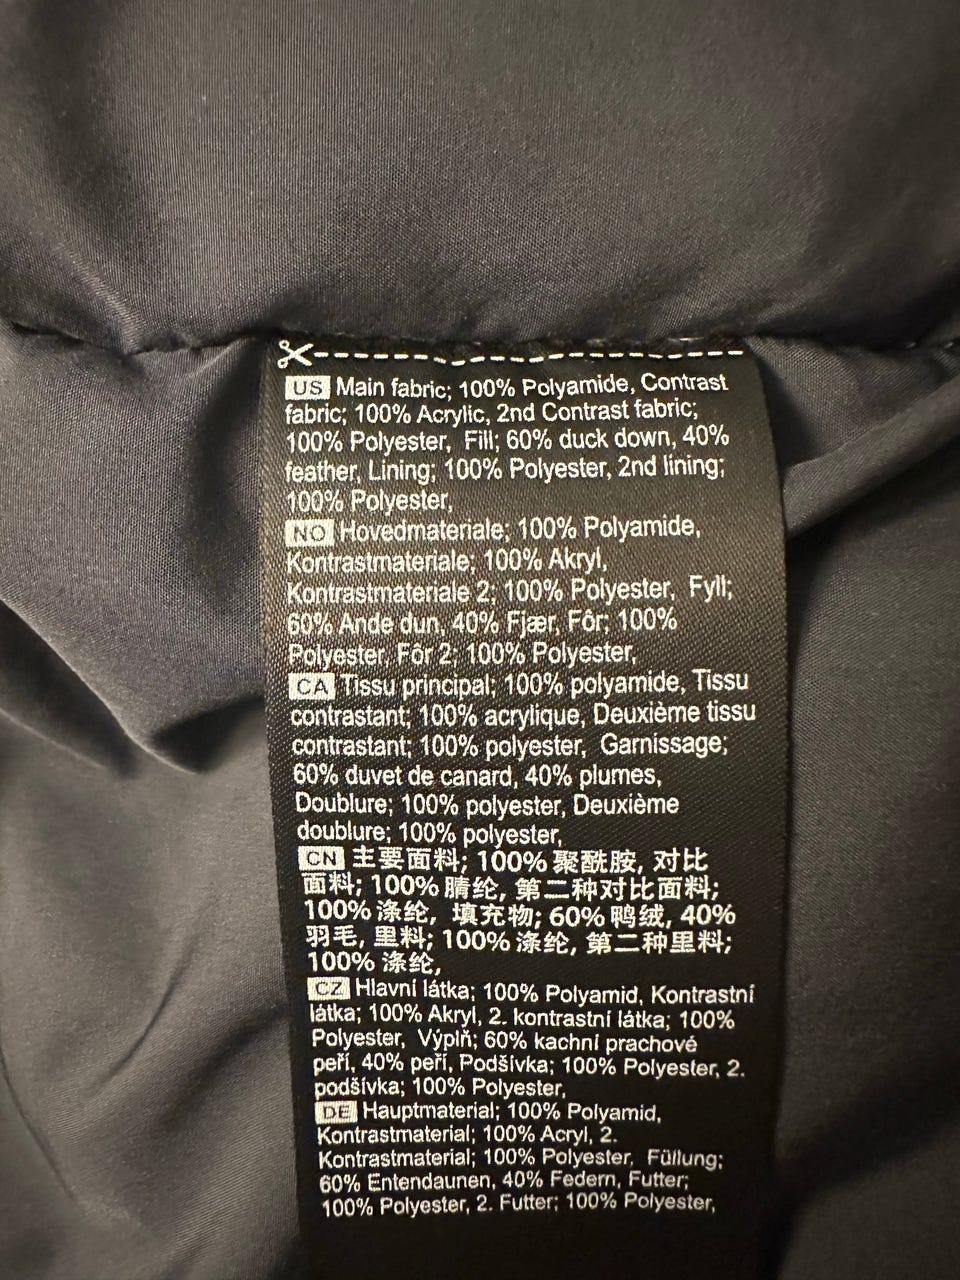 US Main fabric; 100% Polyamide, Contrast
fabric; 100% Acrylic, 2nd Contrast fabric;
100% Polyester, Fill; 60% duck down, 40%
feather, Lining; 100% Polyester, 2nd lining;
100% Polyester,
NO Hovedmateriale; 100% Polyamide,
Kontrastmateriale; 100% Akryl,
Kontrastmateriale 2; 100% Polyester, Fyll;
60% Ande dun, 40% Fjær, Fôr; 100%
Polyester, Fôr 2; 100% Polyester,
CA Tissu principal; 100% polyamide, Tissu
contrastant; 100% acrylique, Deuxième tissu
contrastant; 100% polyester, Garnissage;
60% duvet de canard, 40% plumes,
Doublure; 100% polyester, Deuxième
doublure; 100% polyester,
CN 主要面料; 100% 聚酰胺, 对比
面料; 100% 腈纶, 第二种对比面料;
100% 涤纶, 填充物; 60% 鸭绒, 40%
羽毛, 里料; 100% 涤纶, 第二种里料;
100% 涤纶,
CZ Hlavní látka; 100% Polyamid, Kontrastní
látka; 100% Akryl, 2. kontrastní látka; 100%
Polyester, Výplň; 60% kachní prachové
peří, 40% peří, Podšívka; 100% Polyester, 2.
podšívka; 100% Polyester,
DE Hauptmaterial; 100% Polyamid,
Kontrastmaterial; 100% Acryl, 2.
Kontrastmaterial; 100% Polyester, Füllung;
60% Entendaunen, 40% Federn, Futter;
100% Polyester, 2. Futter; 100% Polyester,